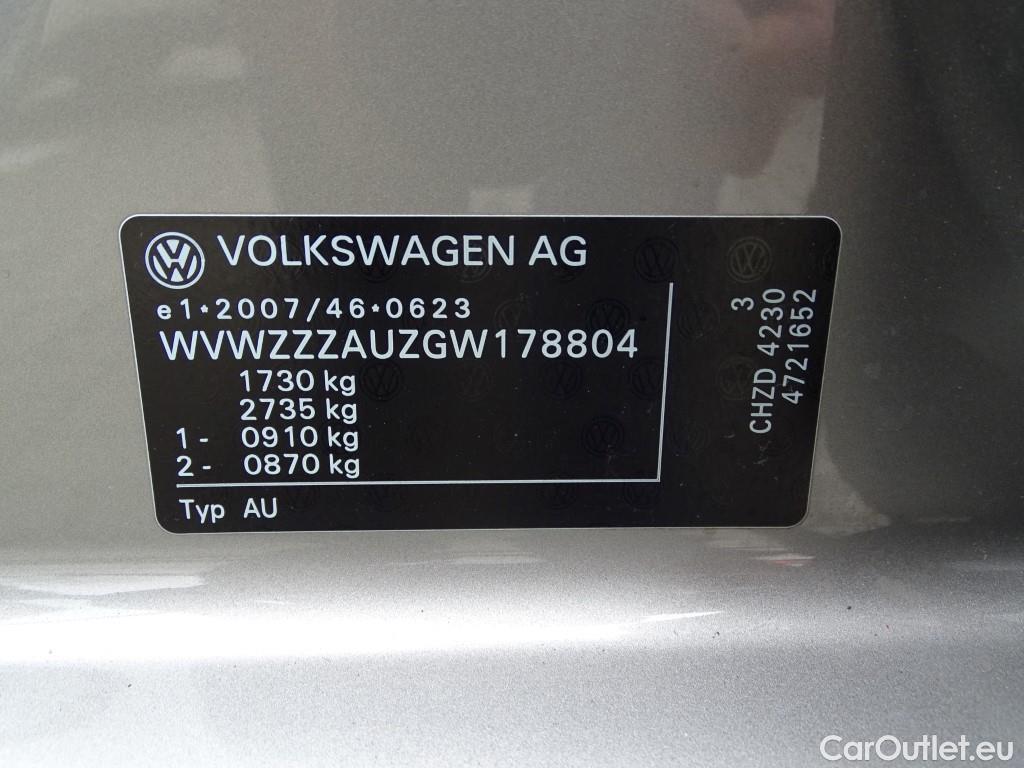 VOLKSWAGEN AG
e1*2007/46*0623
WVWZZZAUZGW178804
1730 kg
2735 kg
1- 0910 kg
2- 0870 kg
Typ AU
3
CHZD 4230
4721652
CarOutlet.eu